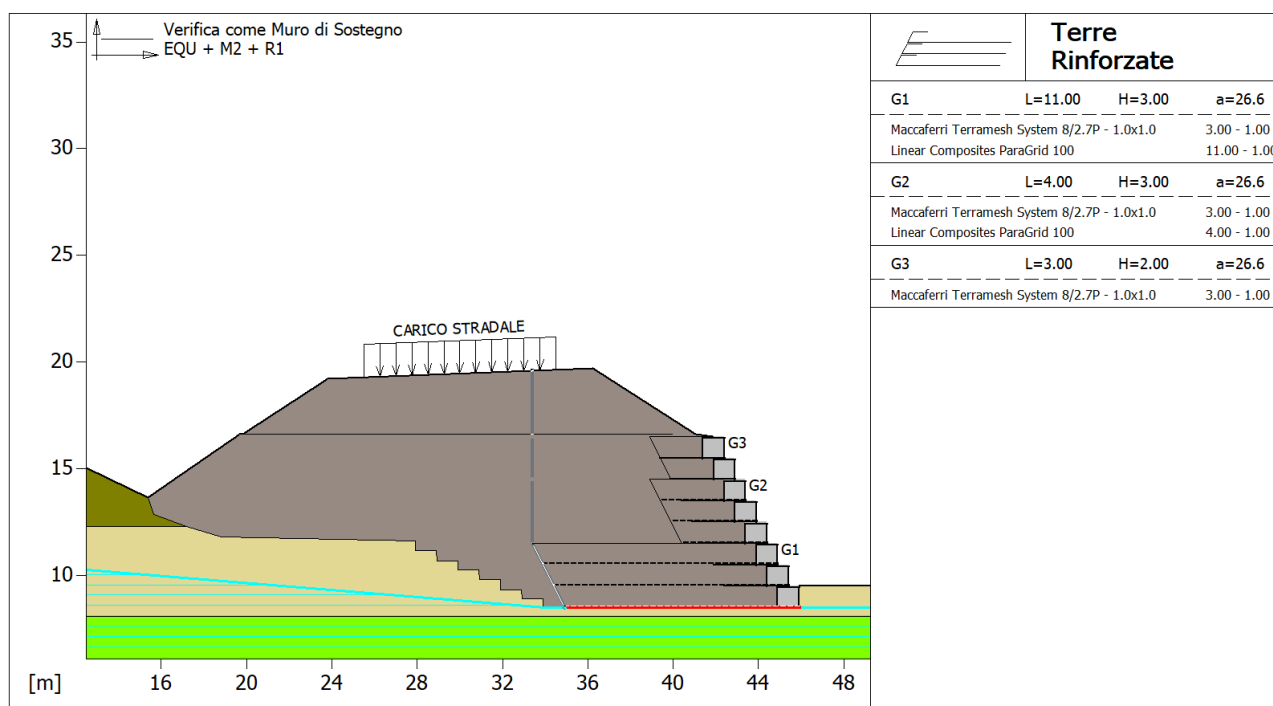 Verifica come Muro di Sostegno
EQU + M2 + R1
35
30
25
20
15
10
[m]
16
20
24
28
32
36
40
44
48
CARICO STRADALE
G3
G2
G1
Terre
Rinforzate
G1 L=11.00 H=3.00 a=26.6
Maccaferri Terramesh System 8/2.7P - 1.0x1.0 3.00 - 1.00
Linear Composites ParaGrid 100 11.00 - 1.00
G2 L=4.00 H=3.00 a=26.6
Maccaferri Terramesh System 8/2.7P - 1.0x1.0 3.00 - 1.00
Linear Composites ParaGrid 100 4.00 - 1.00
G3 L=3.00 H=2.00 a=26.6
Maccaferri Terramesh System 8/2.7P - 1.0x1.0 3.00 - 1.00